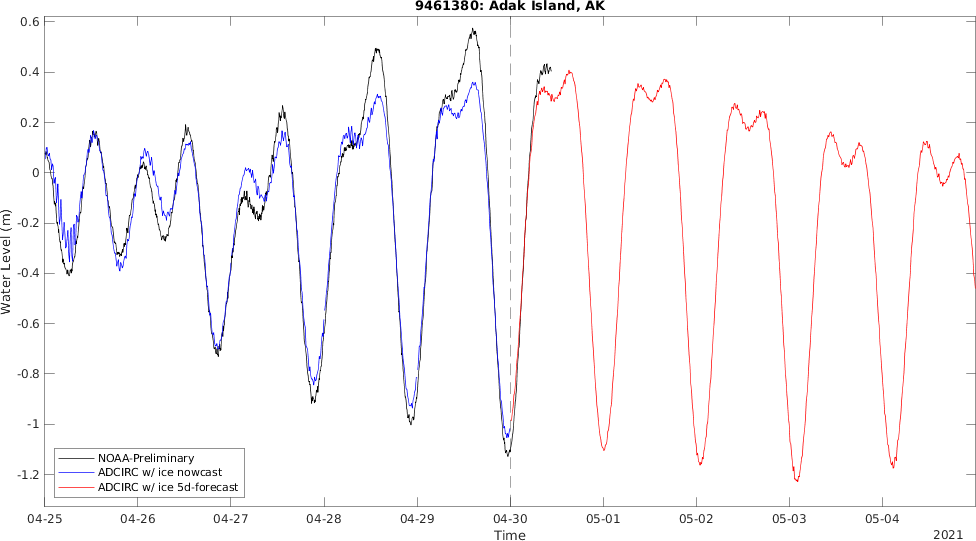 9461380: Adak Island, AK
0.6
0.4
0.2
0
-0.2
-0.4
-0.6
-0.8
-1
-1.2
Water Level (m)
NOAA-Preliminary
ADCIRC w/ ice nowcast
ADCIRC w/ ice 5d-forecast
04-25 04-26 04-27 04-28 04-29 04-30 05-01 05-02 05-03 05-04
Time
2021